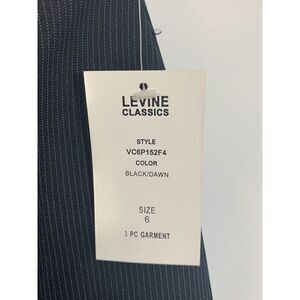 LEVINE
CLASSICS
STYLE
VC6P152F4
COLOR
BLACK/DAWN
SIZE
6
3-PC GARMENT